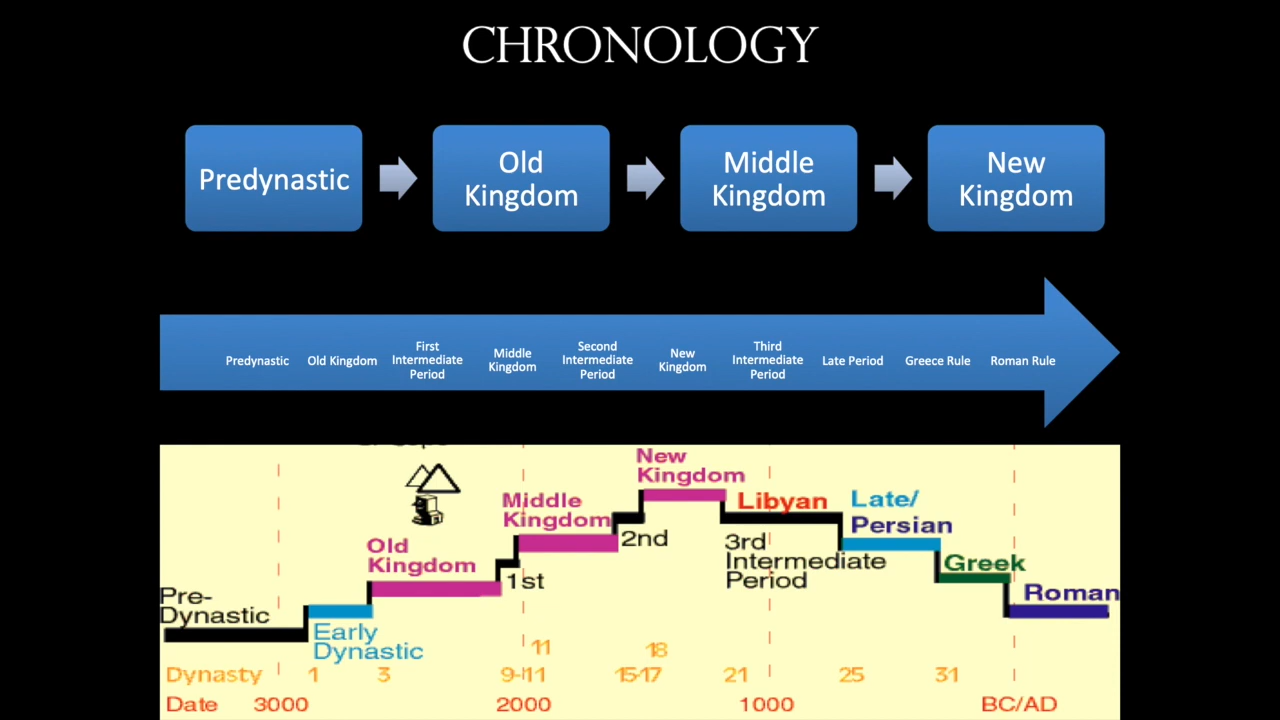 CHRONOLOGY
Predynastic
Old
Kingdom
Middle
Kingdom
New
Kingdom
Predynastic
Old Kingdom
First
Intermediate
Period
Middle
Kingdom
Second
Intermediate
Period
New
Kingdom
Third
Intermediate
Period
Late Period
Greece Rule
Roman Rule
New
Kingdom
Middle
Kingdom
Libyan
Late/
Persian
2nd
3rd
Intermediate
Period
Old
Kingdom
1st
Greek
Roman
Pre-
Dynastic
Early
Dynastic
11
18
Dynasty 1 3 9-11 15-17 21 25 31
Date 3000 2000 1000 BC/AD